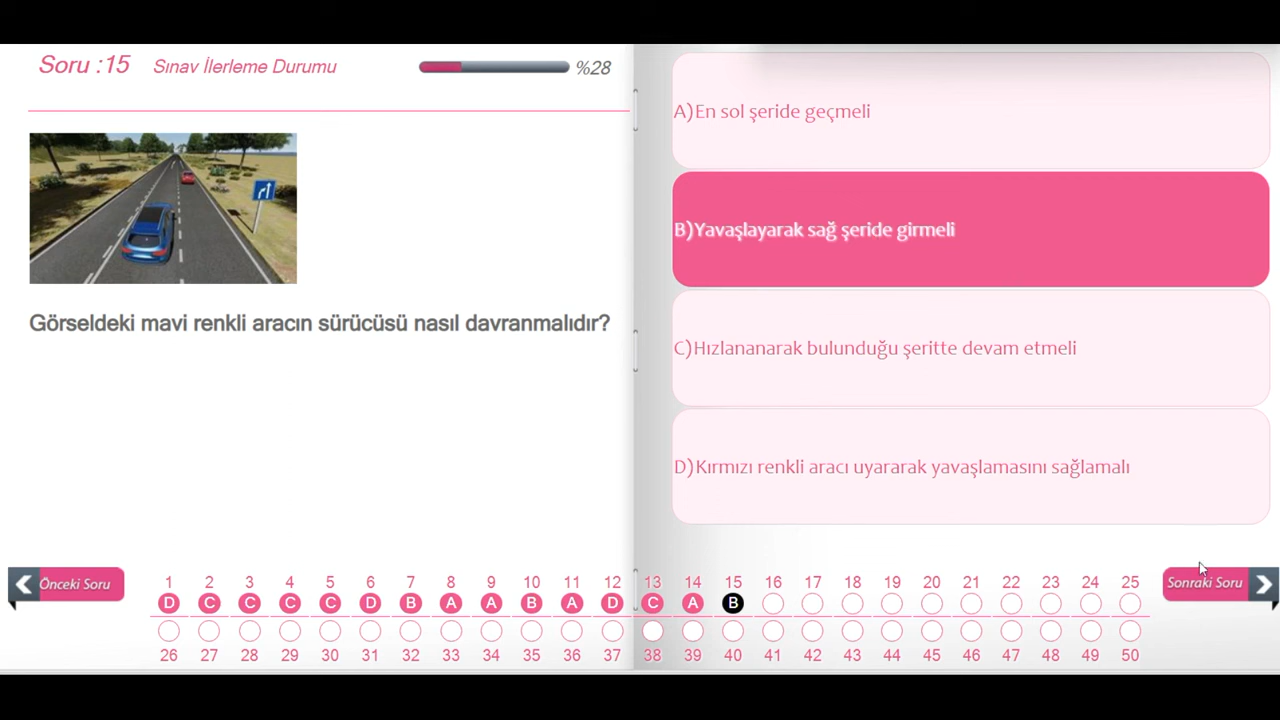 Soru :15 Sınav İlerleme Durumu %28
Görseldeki mavi renkli aracın sürücüsü nasıl davranmalıdır?
A)En sol şeride geçmeli
B)Yavaşlayarak sağ şeride girmeli
C)Hızlananarak bulunduğu şeritte devam etmeli
D)Kırmızı renkli aracı uyararak yavaşlamasını sağlamalı
Önceki Soru
Sonraki Soru
1 2 3 4 5 6 7 8 9 10 11 12 13 14 15 16 17 18 19 20 21 22 23 24 25
D C C C C D B A A B A D C A B
26 27 28 29 30 31 32 33 34 35 36 37 38 39 40 41 42 43 44 45 46 47 48 49 50